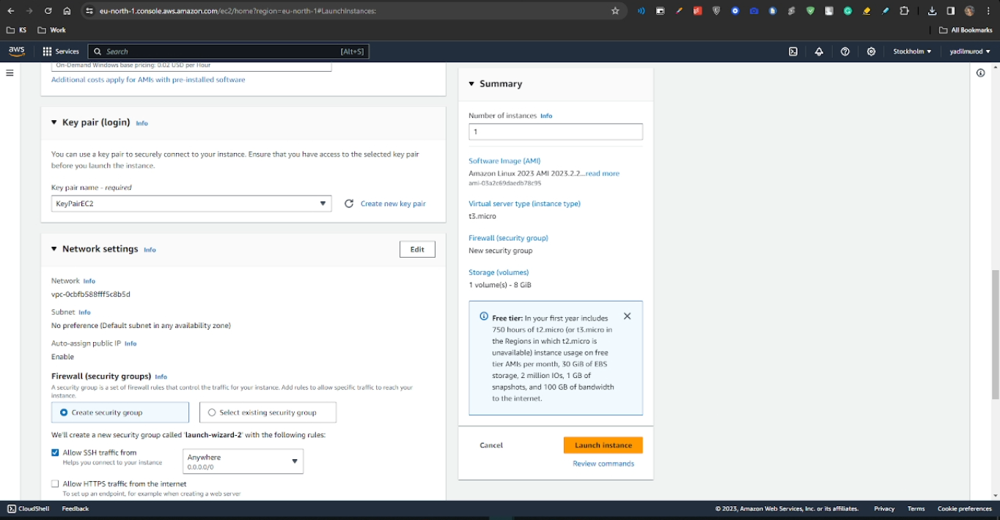 eu-north-1.console.aws.amazon.com/ec2/home?region=eu-north-1#LaunchInstances:
KS Work All Bookmarks
aws Services Search [Alt+S] Stockholm ▼ yadilmurod ▼
On-Demand Windows base pricing: 0.02 USD per Hour
Additional costs apply for AMIs with pre-installed software
▼ Key pair (login) Info
You can use a key pair to securely connect to your instance. Ensure that you have access to the selected key pair
before you launch the instance.
Key pair name - required
KeyPairEC2
Create new key pair
▼ Network settings Info
Edit
Network Info
vpc-0cbfb588fff5c8b5d
Subnet Info
No preference (Default subnet in any availability zone)
Auto-assign public IP Info
Enable
Firewall (security groups) Info
A security group is a set of firewall rules that control the traffic for your instance. Add rules to allow specific traffic to reach your
instance.
Create security group
Select existing security group
We'll create a new security group called 'launch-wizard-2' with the following rules:
Allow SSH traffic from
Helps you connect to your instance
Anywhere
0.0.0.0/0
Allow HTTPS traffic from the internet
To set up an endpoint, for example when creating a web server
▼ Summary
Number of instances Info
1
Software Image (AMI)
Amazon Linux 2023 AMI 2023.2.2...read more
ami-03a2c69daedb78c95
Virtual server type (instance type)
t3.micro
Firewall (security group)
New security group
Storage (volumes)
1 volume(s) - 8 GiB
Free tier: In your first year includes
750 hours of t2.micro (or t3.micro in
the Regions in which t2.micro is
unavailable) instance usage on free
tier AMIs per month, 30 GiB of EBS
storage, 2 million IOs, 1 GB of
snapshots, and 100 GB of bandwidth
to the internet.
Cancel
Launch instance
Review commands
CloudShell Feedback © 2023, Amazon Web Services, Inc. or its affiliates. Privacy Terms Cookie preferences